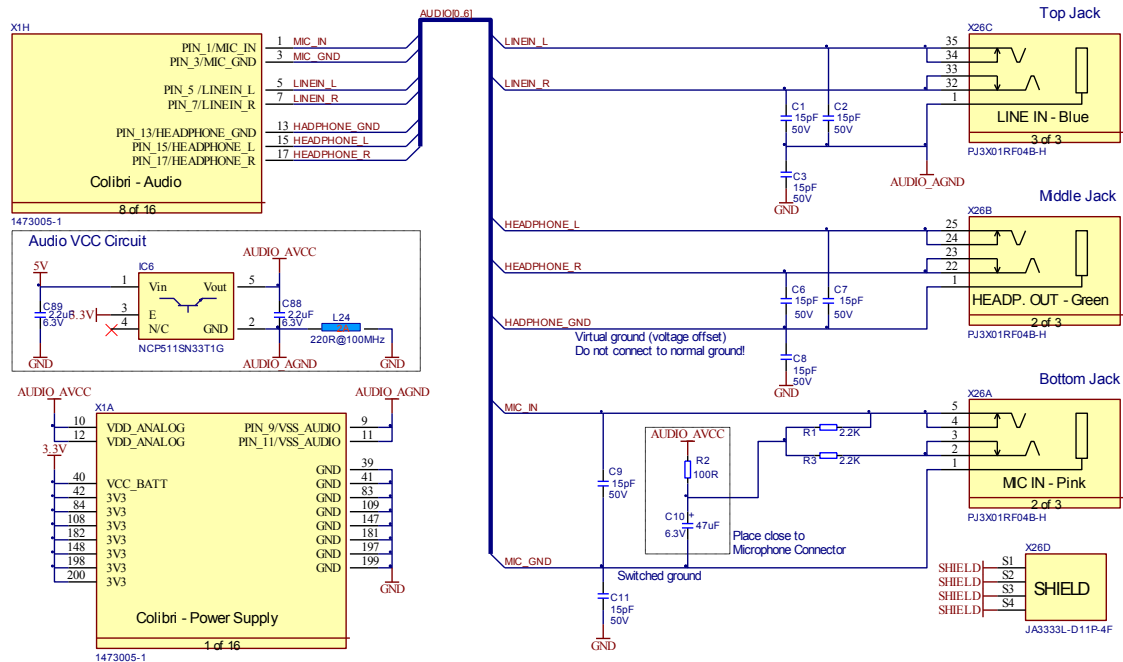 AUDIO[0..6]
Top Jack
X1H
X26C
PIN_1/MIC_IN 1 MIC_IN
PIN_3/MIC_GND 3 MIC_GND
PIN_5 /LINEIN_L 5 LINEIN_L
PIN_7/LINEIN_R 7 LINEIN_R
PIN_13/HEADPHONE_GND 13 HADPHONE_GND
PIN_15/HEADPHONE_L 15 HEADPHONE_L
PIN_17/HEADPHONE_R 17 HEADPHONE_R
Colibri - Audio
8 of 16
1473005-1
LINEIN_L
LINEIN_R
35
34
33
32
1
C1
15pF
50V
C2
15pF
50V
C3
15pF
50V
GND
AUDIO_AGND
LINE IN - Blue
3 of 3
PJ3X01RF04B-H
Middle Jack
X26B
HEADPHONE_L
HEADPHONE_R
HADPHONE_GND
25
24
23
22
1
C6
15pF
50V
C7
15pF
50V
C8
15pF
50V
GND
Virtual ground (voltage offset)
Do not connect to normal ground!
HEADP. OUT - Green
2 of 3
PJ3X01RF04B-H
Audio VCC Circuit
5V
AUDIO_AVCC
IC6
1 Vin Vout 5
3.3V 3 E
4 N/C GND 2
C89
2.2uF
6.3V
C88
2.2uF
6.3V
L24
2A
220R@100MHz
GND
NCP511SN33T1G
AUDIO_AGND
GND
Bottom Jack
X26A
AUDIO_AVCC
AUDIO_AGND
X1A
10 VDD_ANALOG PIN_9/VSS_AUDIO 9
12 VDD_ANALOG PIN_11/VSS_AUDIO 11
3.3V
GND 39
40 VCC_BATT GND 41
42 3V3 GND 83
84 3V3 GND 109
108 3V3 GND 147
182 3V3 GND 181
148 3V3 GND 197
198 3V3 GND 199
200 3V3
GND
Colibri - Power Supply
1 of 16
1473005-1
MIC_IN
5
4
3
2
1
AUDIO_AVCC
R1 2.2K
R3 2.2K
R2
100R
C9
15pF
50V
C10 +
47uF
6.3V
Place close to
Microphone Connector
MIC_GND
Switched ground
C11
15pF
50V
GND
MIC IN - Pink
2 of 3
PJ3X01RF04B-H
X26D
SHIELD S1
SHIELD S2
SHIELD S3
SHIELD S4
SHIELD
JA3333L-D11P-4F